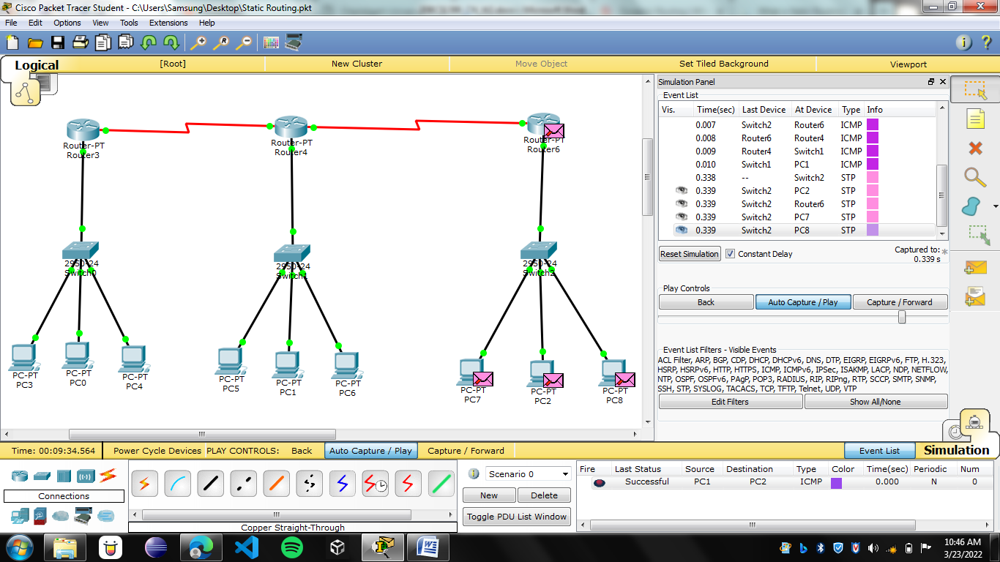 Cisco Packet Tracer Student - C:\Users\Samsung\Desktop\Static Routing.pkt
File Edit Options View Tools Extensions Help
Logical [Root] New Cluster Move Object Set Tiled Background Viewport
Simulation Panel
Event List
Vis. Time(sec) Last Device At Device Type Info
0.007 Switch2 Router6 ICMP
0.008 Router6 Router4 ICMP
0.009 Router4 Switch1 ICMP
0.010 Switch1 PC1 ICMP
0.338 -- Switch2 STP
0.339 Switch2 PC2 STP
0.339 Switch2 Router6 STP
0.339 Switch2 PC7 STP
0.339 Switch2 PC8 STP
Reset Simulation Constant Delay Captured to:
0.339 s
Play Controls
Back Auto Capture / Play Capture / Forward
Event List Filters - Visible Events
ACL Filter, ARP, BGP, CDP, DHCP, DHCPv6, DNS, DTP, EIGRP, EIGRPv6, FTP, H.323,
HSRP, HSRPv6, HTTP, HTTPS, ICMP, ICMPv6, IPSec, ISAKMP, LACP, NDP, NETFLOW,
NTP, OSPF, OSPFv6, PAgP, POP3, RADIUS, RIP, RIPng, RTP, SCCP, SMTP, SNMP,
SSH, STP, SYSLOG, TACACS, TCP, TFTP, Telnet, UDP, VTP
Edit Filters Show All/None
Router-PT
Router3
Router-PT
Router4
Router-PT
Router6
2950-24
Switch0
2950-24
Switch1
2950-24
Switch2
PC-PT
PC3
PC-PT
PC0
PC-PT
PC4
PC-PT
PC5
PC-PT
PC1
PC-PT
PC6
PC-PT
PC7
PC-PT
PC2
PC-PT
PC8
Time: 00:09:34.564 Power Cycle Devices PLAY CONTROLS: Back Auto Capture / Play Capture / Forward Event List Simulation
Connections
Copper Straight-Through
Scenario 0
New Delete
Toggle PDU List Window
Fire Last Status Source Destination Type Color Time(sec) Periodic Num
Successful PC1 PC2 ICMP 0.000 N 0
10:46 AM
3/23/2022